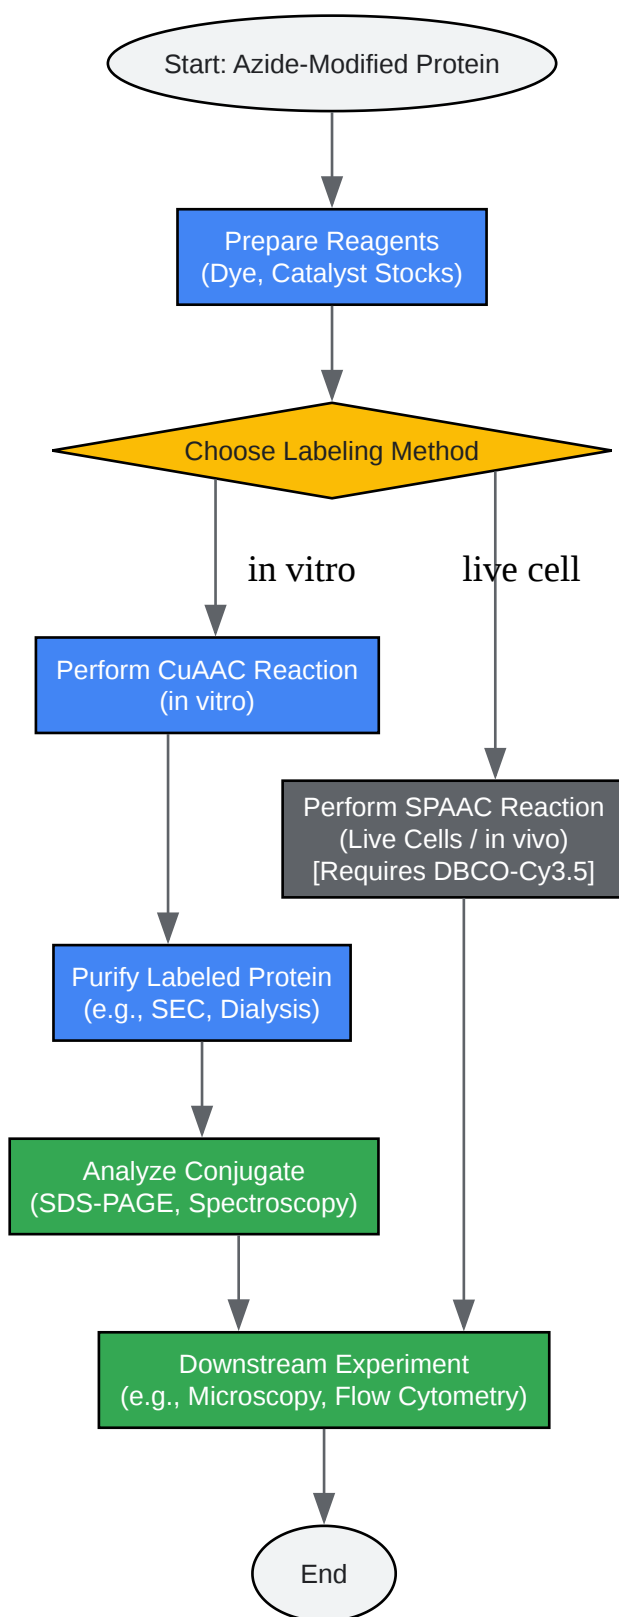 Start: Azide-Modified Protein
Prepare Reagents
(Dye, Catalyst Stocks)
Choose Labeling Method
in vitro
live cell
Perform CuAAC Reaction
(in vitro)
Perform SPAAC Reaction
(Live Cells / in vivo)
[Requires DBCO-Cy3.5]
Purify Labeled Protein
(e.g., SEC, Dialysis)
Analyze Conjugate
(SDS-PAGE, Spectroscopy)
Downstream Experiment
(e.g., Microscopy, Flow Cytometry)
End